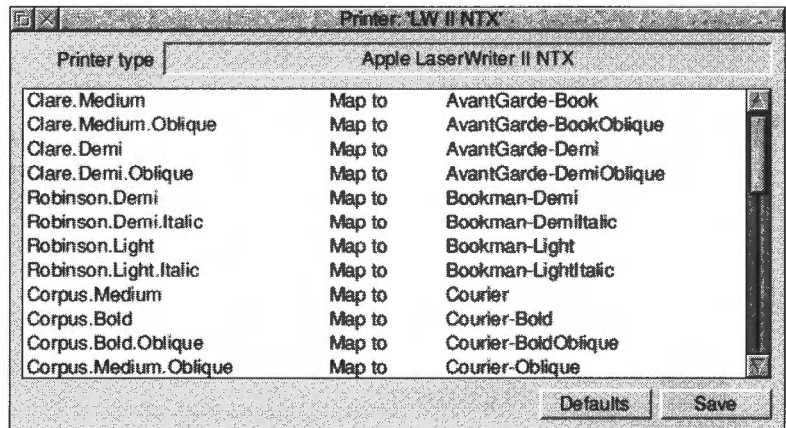 Printer: 'LW II NTX'
Printer type Apple LaserWriter II NTX
Clare.Medium Map to AvantGarde-Book
Clare.Medium.Oblique Map to AvantGarde-BookOblique
Clare.Demi Map to AvantGarde-Demi
Clare.Demi.Oblique Map to AvantGarde-DemiOblique
Robinson.Demi Map to Bookman-Demi
Robinson.Demi.Italic Map to Bookman-DemiItalic
Robinson.Light Map to Bookman-Light
Robinson.Light.Italic Map to Bookman-LightItalic
Corpus.Medium Map to Courier
Corpus.Bold Map to Courier-Bold
Corpus.Bold.Oblique Map to Courier-BoldOblique
Corpus.Medium.Oblique Map to Courier-Oblique
Defaults Save